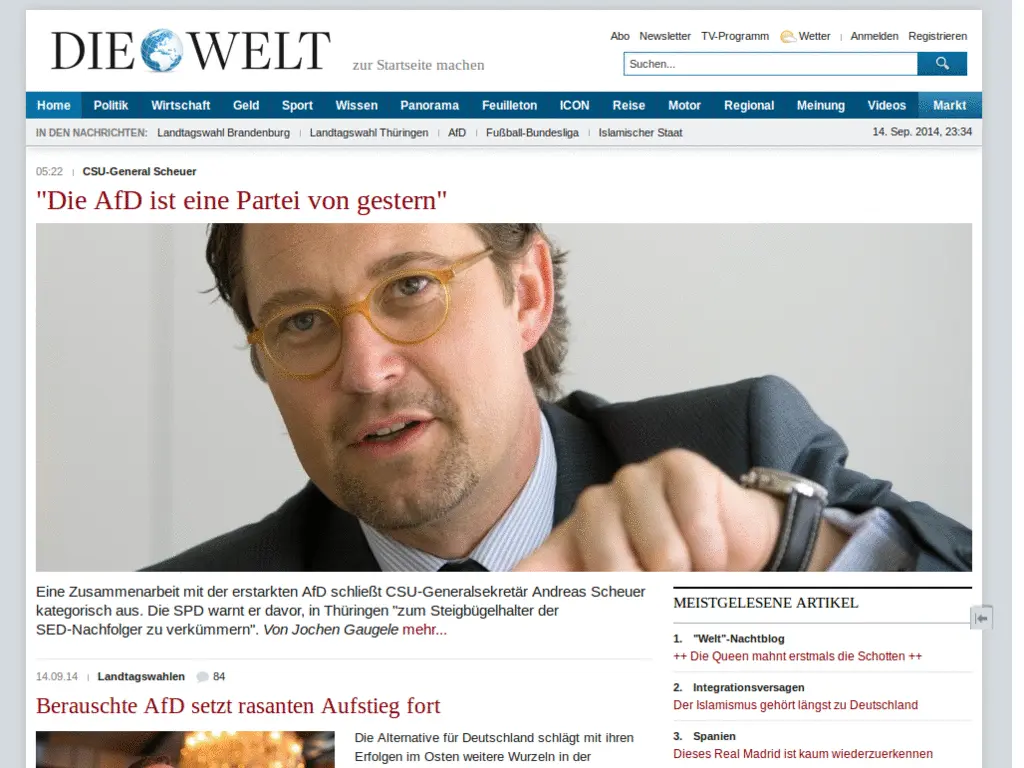 DIE WELT
zur Startseite machen
Abo Newsletter TV-Programm Wetter Anmelden Registrieren
Suchen...
Home Politik Wirtschaft Geld Sport Wissen Panorama Feuilleton ICON Reise Motor Regional Meinung Videos Markt
IN DEN NACHRICHTEN: Landtagswahl Brandenburg Landtagswahl Thüringen AfD Fußball-Bundesliga Islamischer Staat 14. Sep. 2014, 23:34
05:22 CSU-General Scheuer
"Die AfD ist eine Partei von gestern"
Eine Zusammenarbeit mit der erstarkten AfD schließt CSU-Generalsekretär Andreas Scheuer
kategorisch aus. Die SPD warnt er davor, in Thüringen "zum Steigbügelhalter der
SED-Nachfolger zu verkümmern". Von Jochen Gaugele mehr...
14.09.14 Landtagswahlen 84
Berauschte AfD setzt rasanten Aufstieg fort
Die Alternative für Deutschland schlägt mit ihren
Erfolgen im Osten weitere Wurzeln in der
MEISTGELESENE ARTIKEL
1. "Welt"-Nachtblog
++ Die Queen mahnt erstmals die Schotten ++
2. Integrationsversagen
Der Islamismus gehört längst zu Deutschland
3. Spanien
Dieses Real Madrid ist kaum wiederzuerkennen